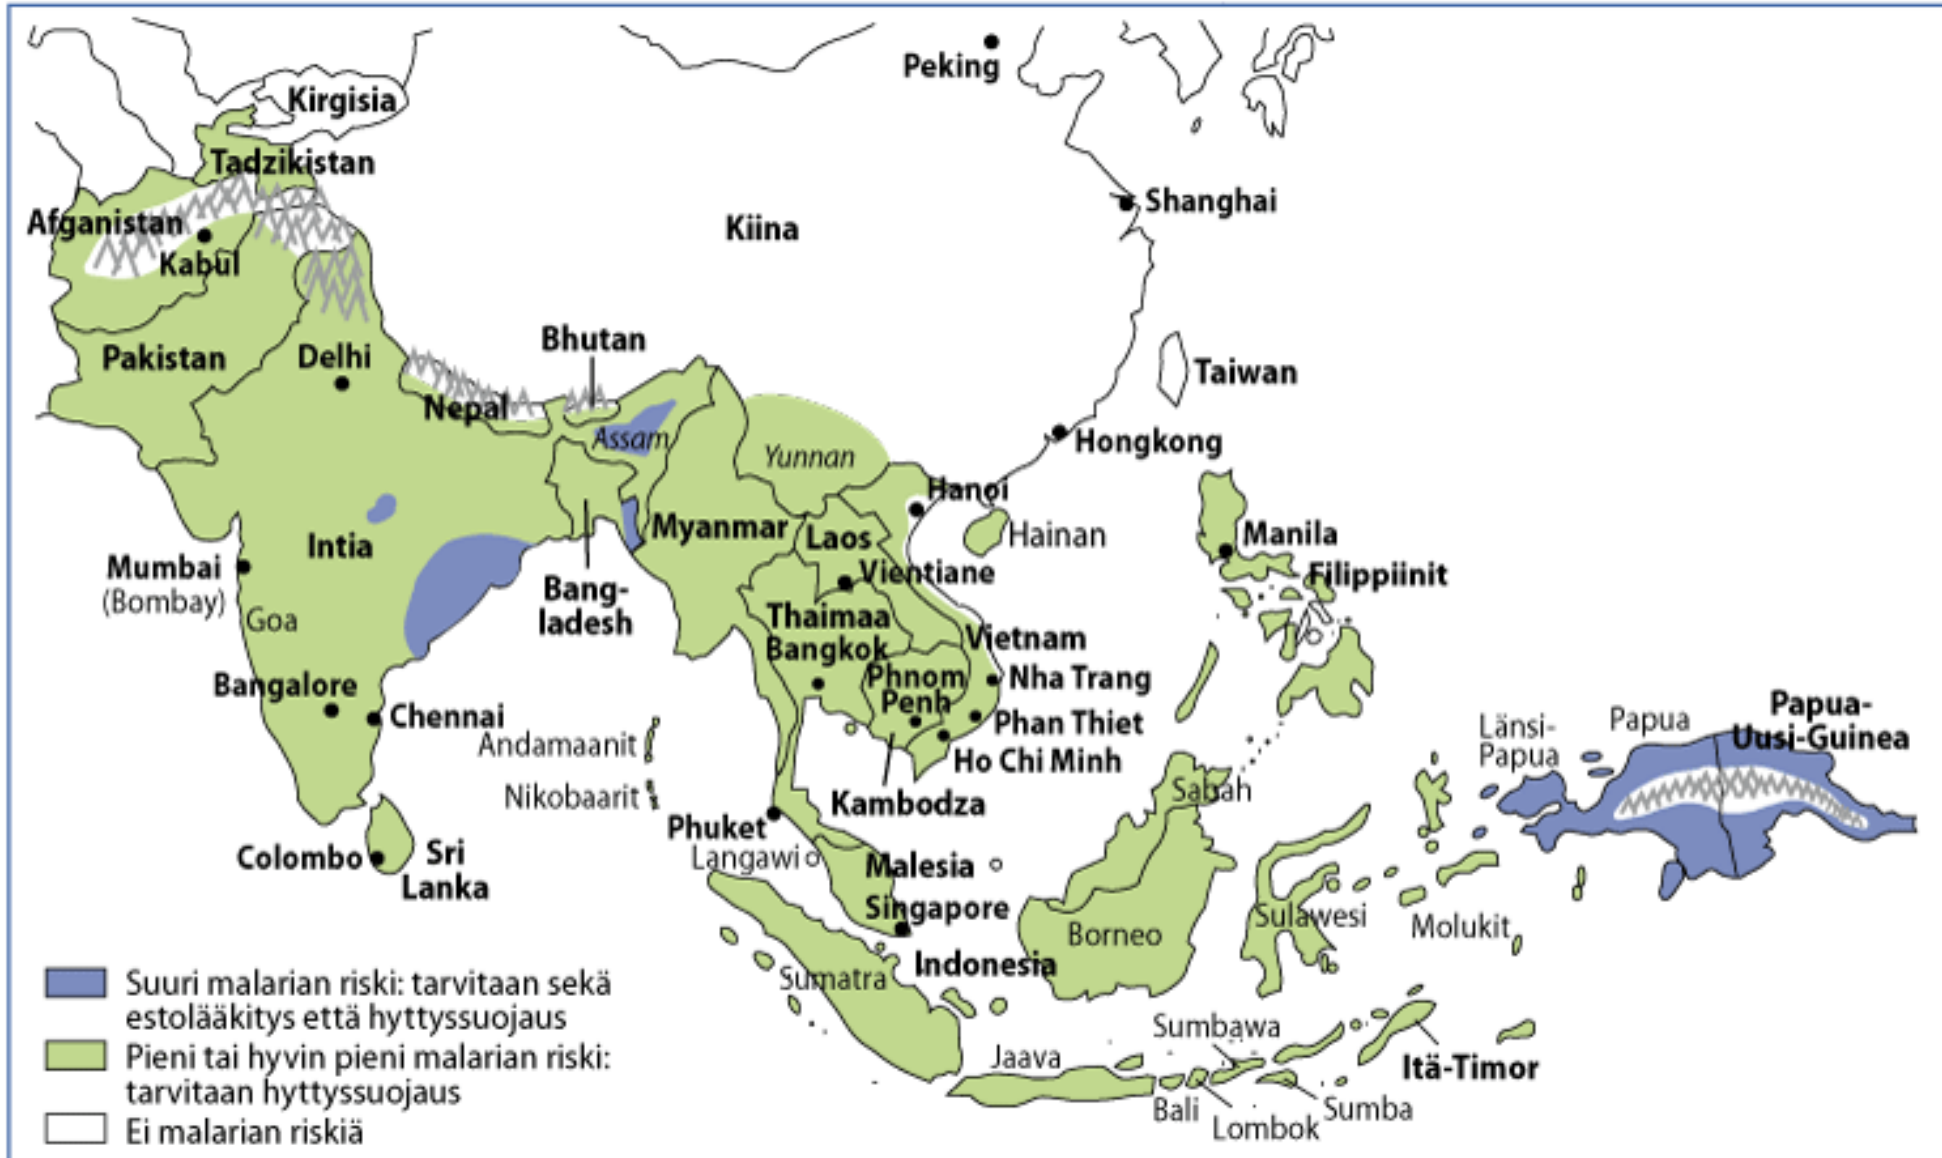 Peking
Kirgisia
Tadzikistan
Afganistan
Kabul
Kiina
Shanghai
Pakistan
Delhi
Bhutan
Taiwan
Nepal
Assam
Yunnan
Hongkong
Hanoi
Hainan
Intia
Myanmar
Laos
Manila
Filippiinit
Mumbai
(Bombay)
Goa
Bang-
ladesh
Vientiane
Thaimaa
Bangkok
Vietnam
Phnom
Penh
Nha Trang
Bangalore
Chennai
Phan Thiet
Ho Chi Minh
Andamaanit
Nikobaarit
Kambodza
Sabah
Länsi-
Papua
Papua
Papua-
Uusi-Guinea
Phuket
Langawi
Malesia
Colombo
Sri
Lanka
Singapore
Borneo
Sulawesi
Molukit
Indonesia
Sumatra
Jaava
Sumbawa
Itä-Timor
Bali
Lombok
Sumba
Suuri malarian riski: tarvitaan sekä
estolääkitys että hyttyssuojaus
Pieni tai hyvin pieni malarian riski:
tarvitaan hyttyssuojaus
Ei malarian riskiä